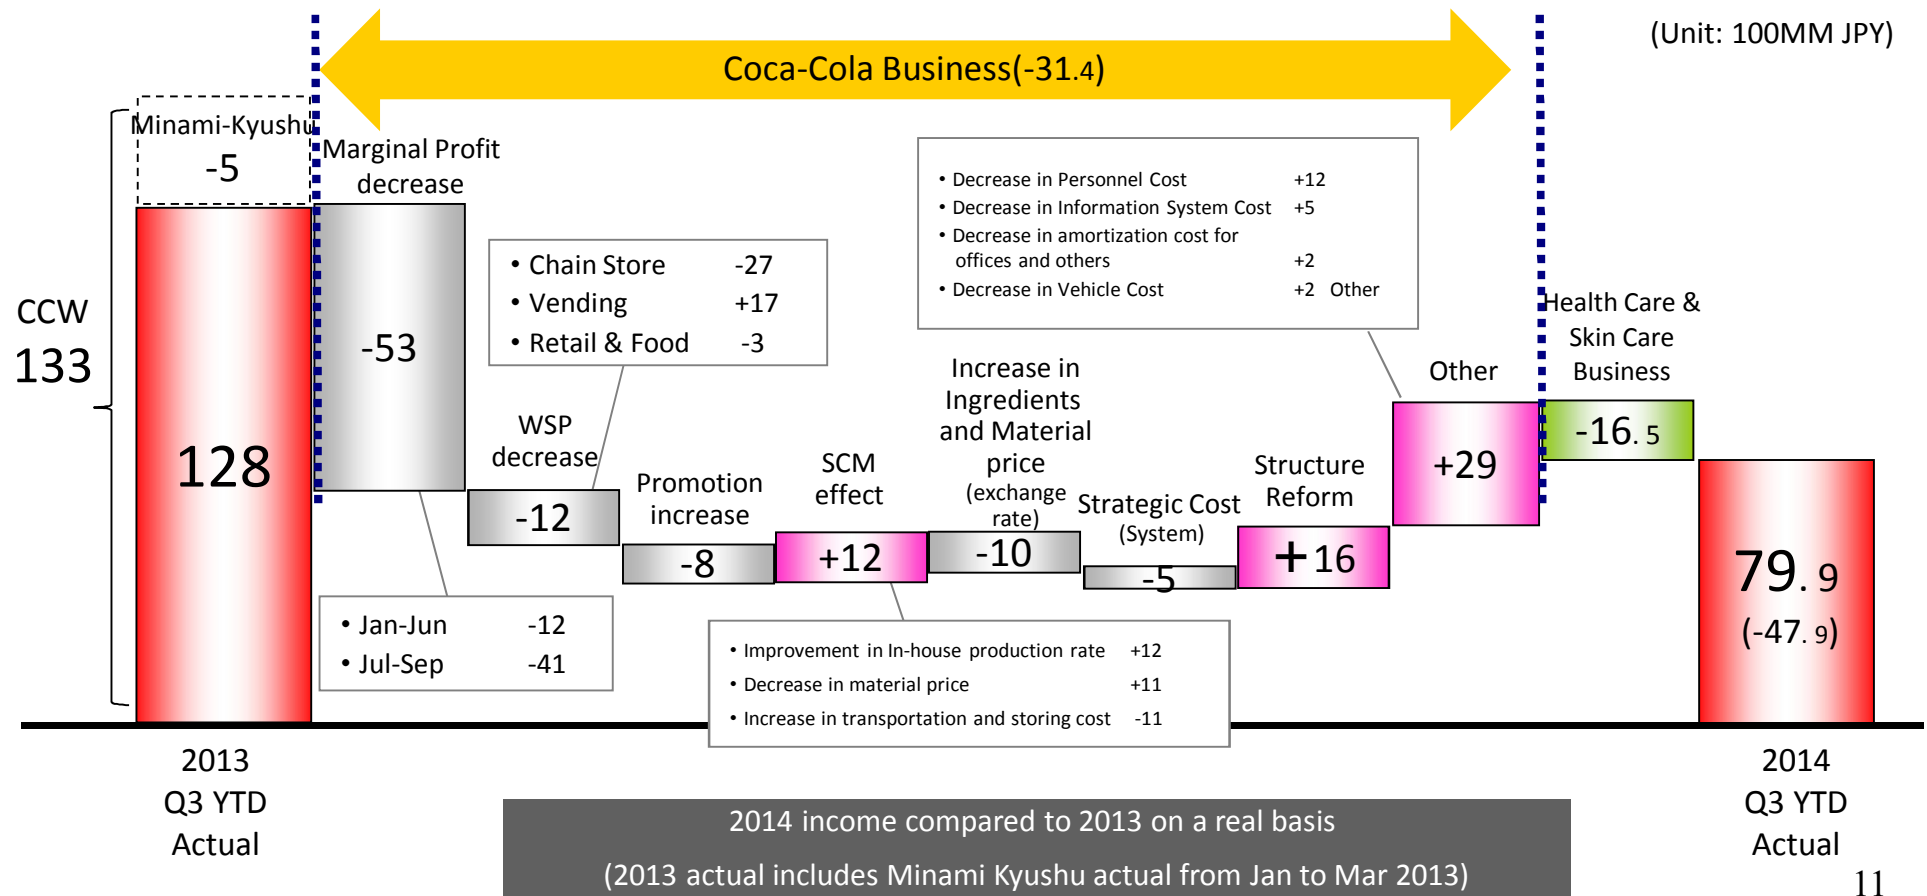 (Unit: 100MM JPY)
Coca-Cola Business(-31.4)
CCW
133
Minami-Kyushu
-5
128
Marginal Profit
decrease
-53
• Jan-Jun -12
• Jul-Sep -41
• Chain Store -27
• Vending +17
• Retail & Food -3
WSP
decrease
-12
Promotion
increase
-8
SCM
effect
+12
• Improvement in In-house production rate +12
• Decrease in material price +11
• Increase in transportation and storing cost -11
Increase in
Ingredients
and Material
price
(exchange
rate)
-10
Strategic Cost
(System)
-5
Structure
Reform
+16
• Decrease in Personnel Cost +12
• Decrease in Information System Cost +5
• Decrease in amortization cost for
offices and others +2
• Decrease in Vehicle Cost +2 Other
Other
+29
Health Care &
Skin Care
Business
-16. 5
79. 9
(-47. 9)
2013
Q3 YTD
Actual
2014
Q3 YTD
Actual
2014 income compared to 2013 on a real basis
(2013 actual includes Minami Kyushu actual from Jan to Mar 2013)
11